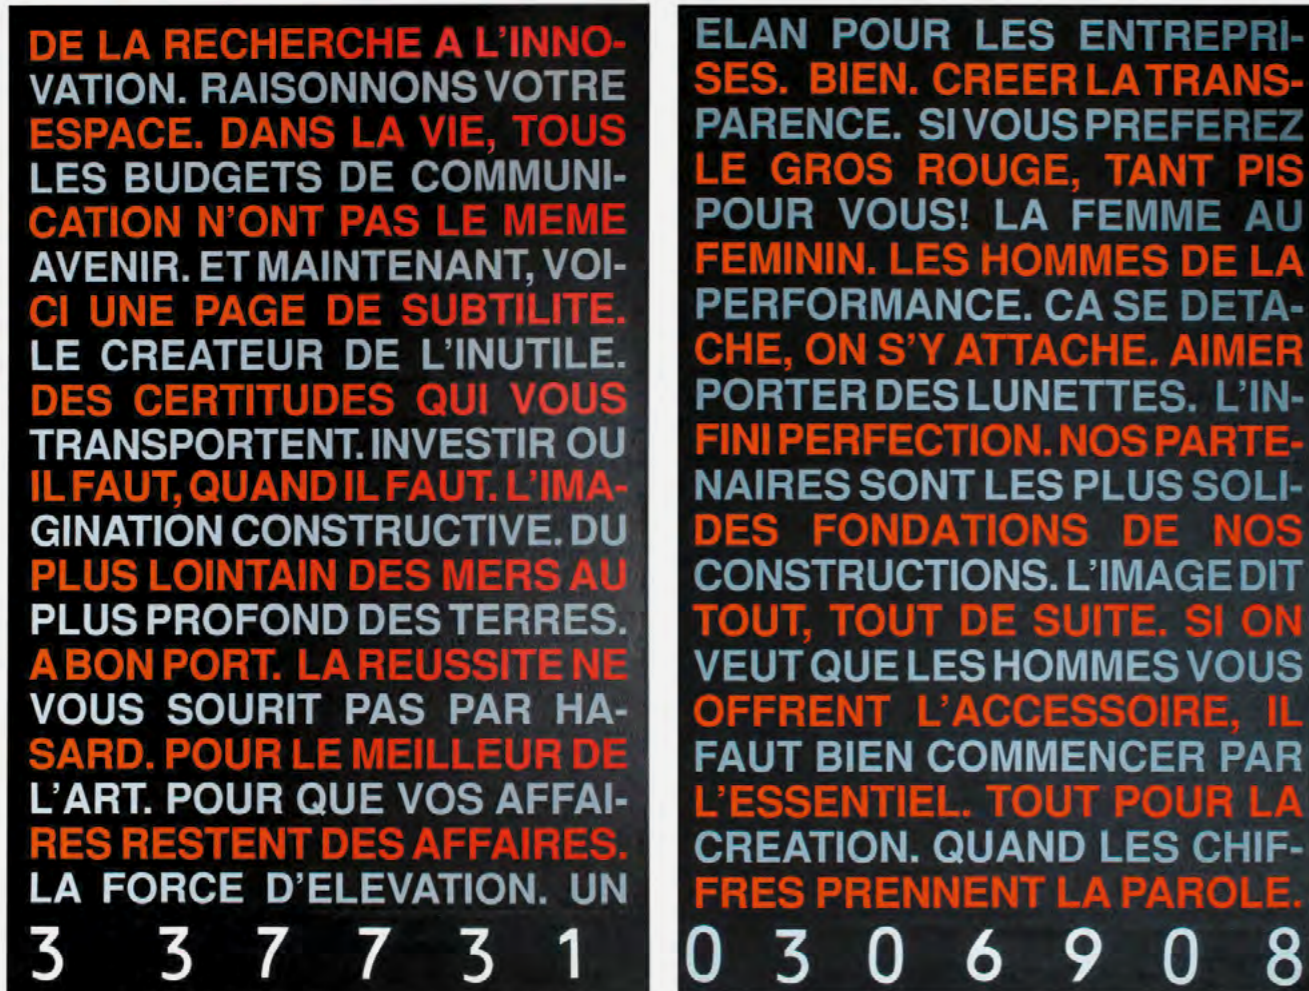 DE LA RECHERCHE A L'INNO-
VATION. RAISONNONS VOTRE
ESPACE. DANS LA VIE, TOUS
LES BUDGETS DE COMMUNI-
CATION N'ONT PAS LE MEME
AVENIR. ET MAINTENANT, VOI-
CI UNE PAGE DE SUBTILITE.
LE CREATEUR DE L'INUTILE.
DES CERTITUDES QUI VOUS
TRANSPORTENT. INVESTIR OU
IL FAUT, QUAND IL FAUT. L'IMA-
GINATION CONSTRUCTIVE. DU
PLUS LOINTAIN DES MERS AU
PLUS PROFOND DES TERRES.
A BON PORT. LA REUSSITE NE
VOUS SOURIT PAS PAR HA-
SARD. POUR LE MEILLEUR DE
L'ART. POUR QUE VOS AFFAI-
RES RESTENT DES AFFAIRES.
LA FORCE D'ELEVATION. UN
3 3 7 7 3 1
ELAN POUR LES ENTREPRI-
SES. BIEN. CREER LA TRANS-
PARENCE. SI VOUS PREFEREZ
LE GROS ROUGE, TANT PIS
POUR VOUS! LA FEMME AU
FEMININ. LES HOMMES DE LA
PERFORMANCE. CA SE DETA-
CHE, ON S'Y ATTACHE. AIMER
PORTER DES LUNETTES. L'IN-
FINI PERFECTION. NOS PARTE-
NAIRES SONT LES PLUS SOLI-
DES FONDATIONS DE NOS
CONSTRUCTIONS. L'IMAGE DIT
TOUT, TOUT DE SUITE. SI ON
VEUT QUE LES HOMMES VOUS
OFFRENT L'ACCESSOIRE, IL
FAUT BIEN COMMENCER PAR
L'ESSENTIEL. TOUT POUR LA
CREATION. QUAND LES CHIF-
FRES PRENNENT LA PAROLE.
0 3 0 6 9 0 8